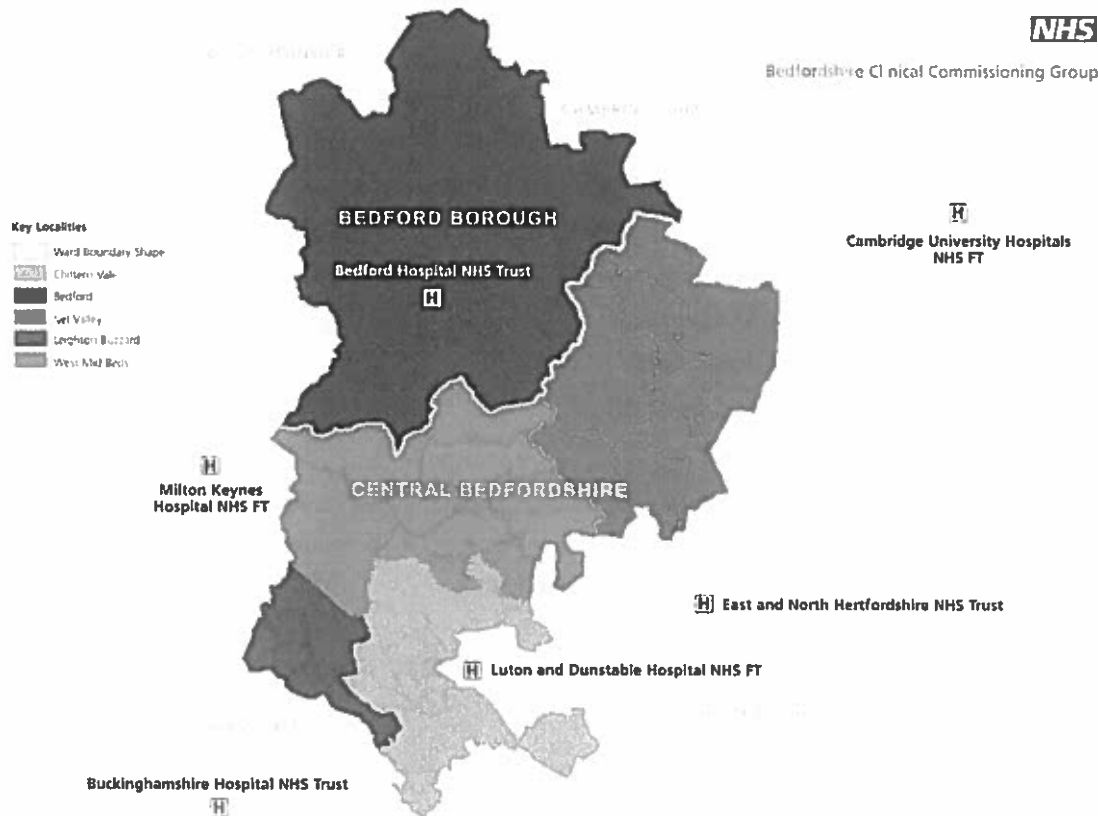 NHS
Bedfordshire Clinical Commissioning Group
BEDFORD BOROUGH
Bedford Hospital NHS Trust
H
H
Cambridge University Hospitals
NHS FT
Key Localities
Ward Boundary Shape
Chiltern Vale
Bedford
Ivel Valley
Leighton Buzzard
West Mid Beds
H
Milton Keynes
Hospital NHS FT
CENTRAL BEDFORDSHIRE
H East and North Hertfordshire NHS Trust
H Luton and Dunstable Hospital NHS FT
Buckinghamshire Hospital NHS Trust
H